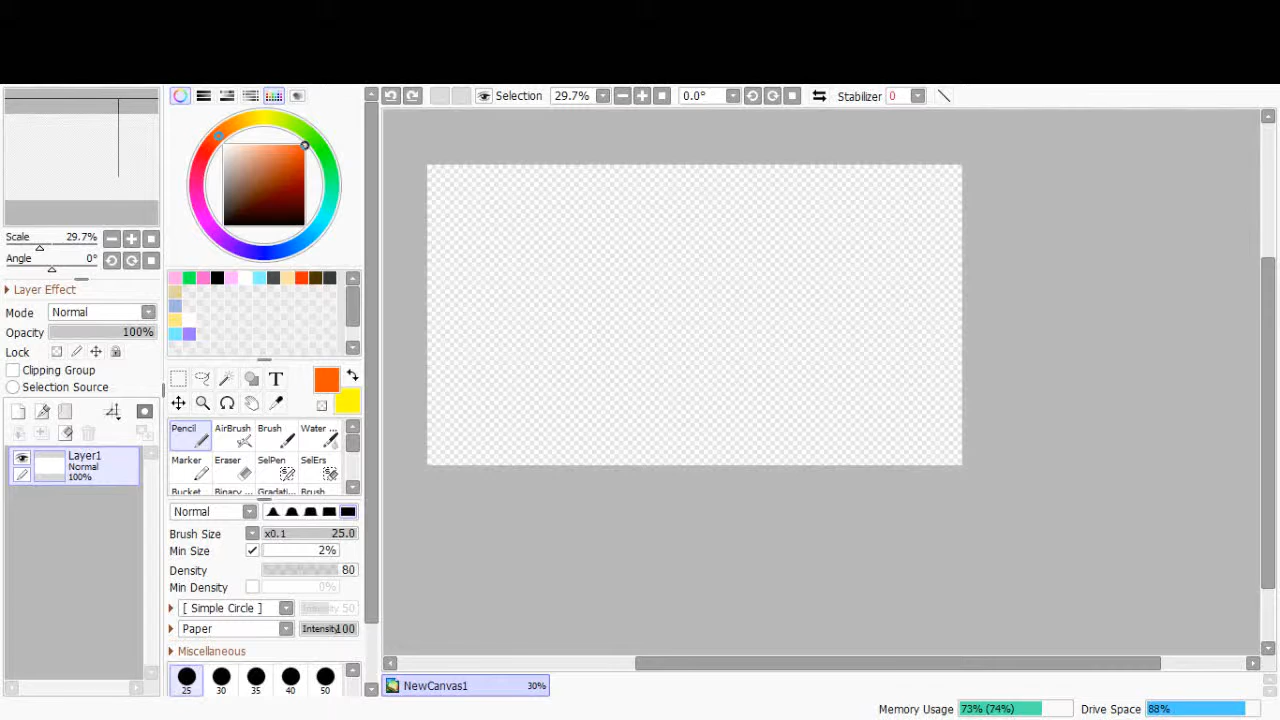 Selection 29.7% 0.0° Stabilizer 0
Scale 29.7%
Angle 0°
Layer Effect
Mode Normal
Opacity 100%
Lock
Clipping Group
Selection Source
Layer1
Normal
100%
T
Pencil AirBrush Brush Water ...
Marker Eraser SelPen SelErs
Bucket Binary ... Gradati... Brush
Normal
Brush Size x0.1 25.0
Min Size 2%
Density 80
Min Density 0%
[ Simple Circle ] Intensity 50
Paper Intensity 100
Miscellaneous
25 30 35 40 50
NewCanvas1 30%
Memory Usage 73% (74%) Drive Space 88%